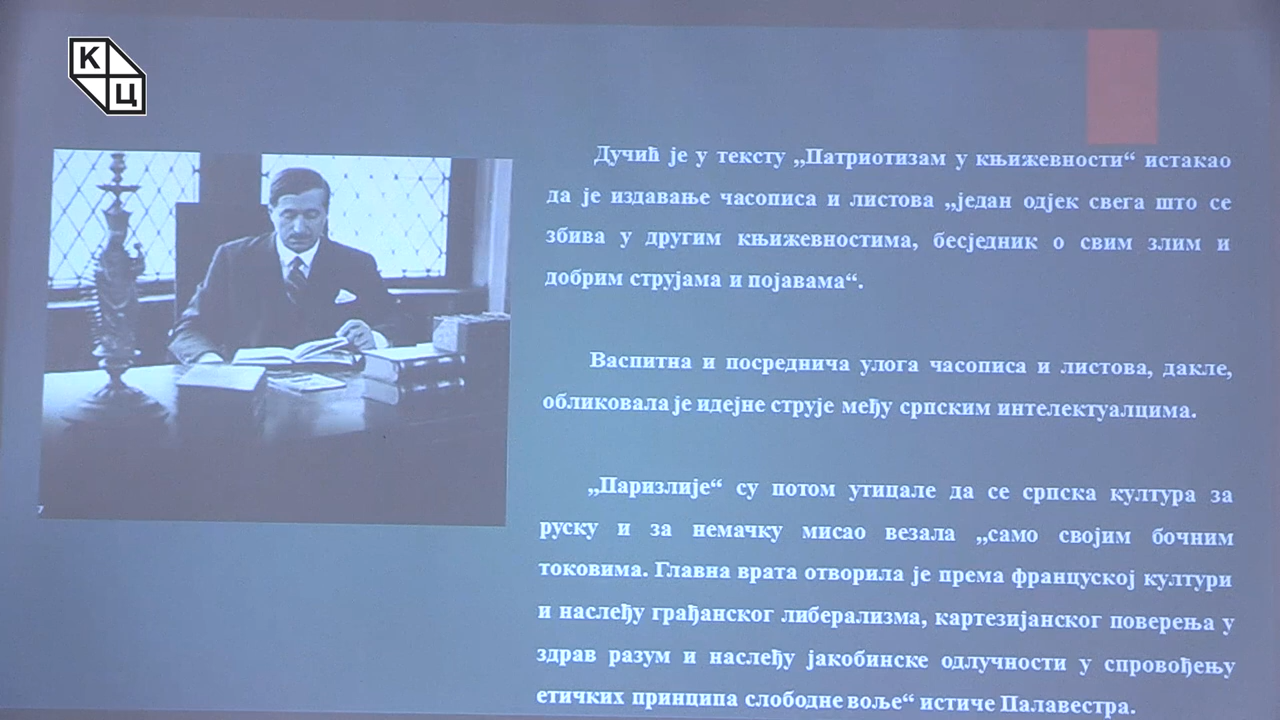 К
Ц
Дучић је у тексту „Патриотизам у књижевности“ истакао
да је издавање часописа и листова „један одјек свега што се
збива у другим књижевностима, бесједник о свим злим и
добрим струјама и појавама“.
Васпитна и посредничa улога часописа и листова, дакле,
обликовала је идејне струје међу српским интелектуалцима.
„Паризлије“ су потом утицале да се српска култура за
руску и за немачку мисао везала „само својим бочним
токовима. Главна врата отворила је према француској култури
и наслеђу грађанског либерализма, картезијанског поверења у
здрав разум и наслеђу јакобинске одлучности у спровођењу
етичких принципа слободне воље“ истиче Палавестра.